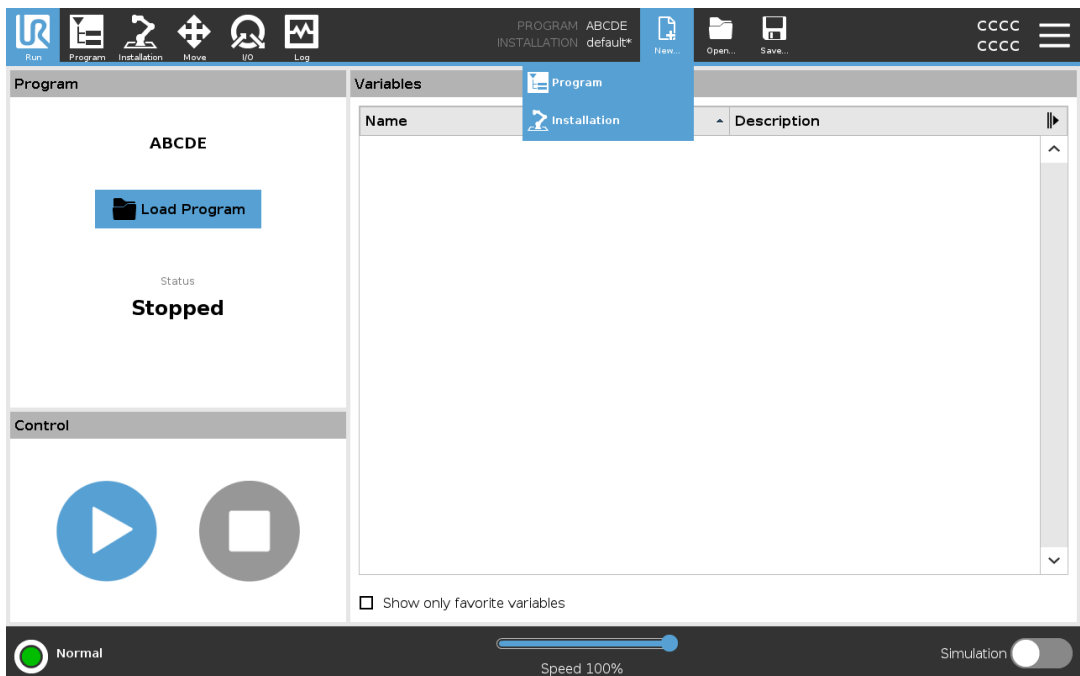 UR
Run
Program
Installation
Move
I/O
Log
PROGRAM ABCDE
INSTALLATION default*
New...
Open...
Save...
CCCC
CCCC
Program
Installation
Program
ABCDE
Load Program
Status
Stopped
Control
Variables
Name
Description
Show only favorite variables
Normal
Speed 100%
Simulation